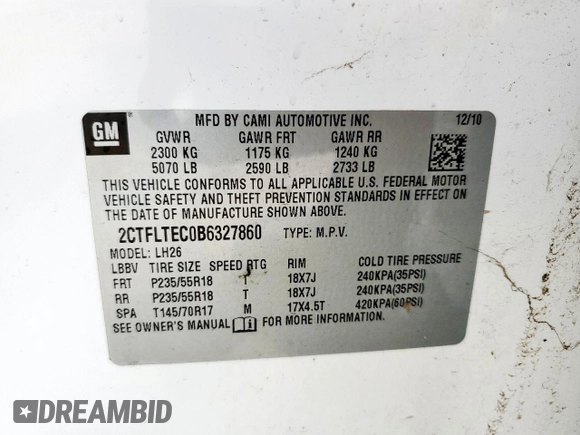 GM
MFD BY CAMI AUTOMOTIVE INC. 12/10
GVWR GAWR FRT GAWR RR
2300 KG 1175 KG 1240 KG
5070 LB 2590 LB 2733 LB
THIS VEHICLE CONFORMS TO ALL APPLICABLE U.S. FEDERAL MOTOR
VEHICLE SAFETY AND THEFT PREVENTION STANDARDS IN EFFECT ON
THE DATE OF MANUFACTURE SHOWN ABOVE.
2CTFLTEC0B6327860 TYPE: M.P.V.
MODEL: LH26
LBBV TIRE SIZE SPEED RTG RIM COLD TIRE PRESSURE
FRT P235/55R18 T 18X7J 240KPA(35PSI)
RR P235/55R18 T 18X7J 240KPA(35PSI)
SPA T145/70R17 M 17X4.5T 420KPA(60PSI)
SEE OWNER'S MANUAL
DREAMBID